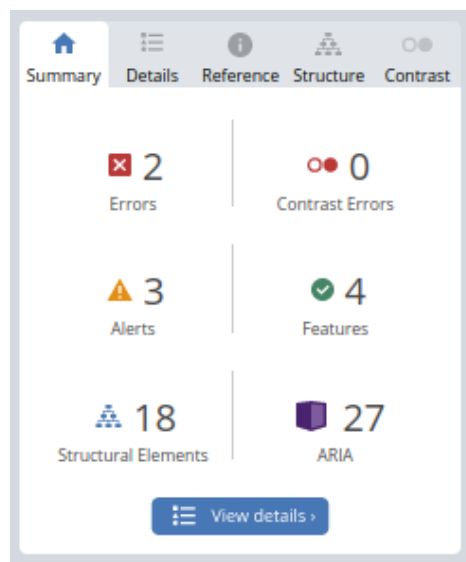 Summary Details Reference Structure Contrast
2 0
Errors Contrast Errors
3 4
Alerts Features
18 27
Structural Elements ARIA
View details ›